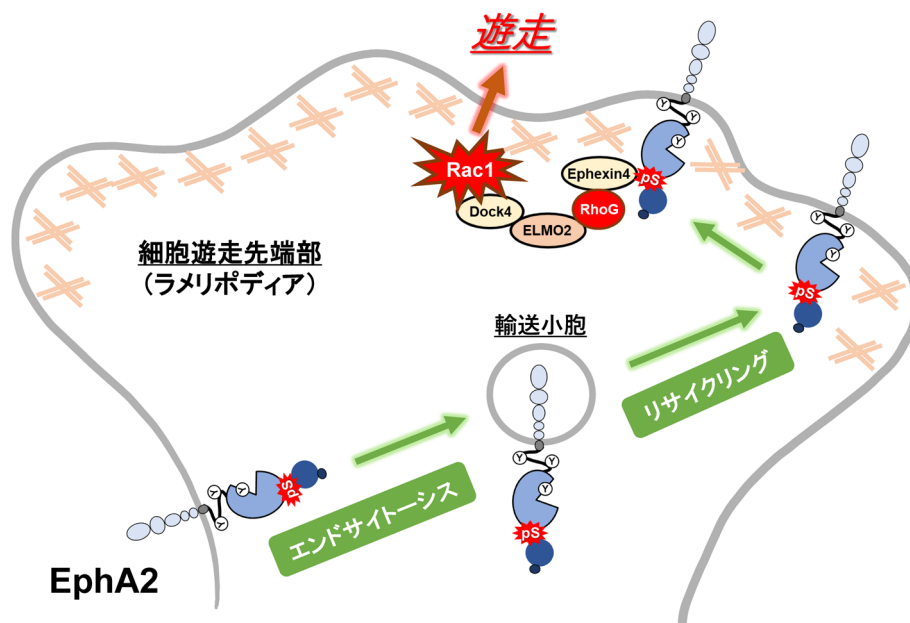 遊走
Y
Y
Y
Rac1
Ephexin4
pS
Dock4
RhoG
ELMO2
細胞遊走先端部
(ラメリポディア)
Y
Y
Y
pS
輸送小胞
リサイクリング
Y
Y
Y
pS
エンドサイトーシス
Y
Y
Y
pS
EphA2